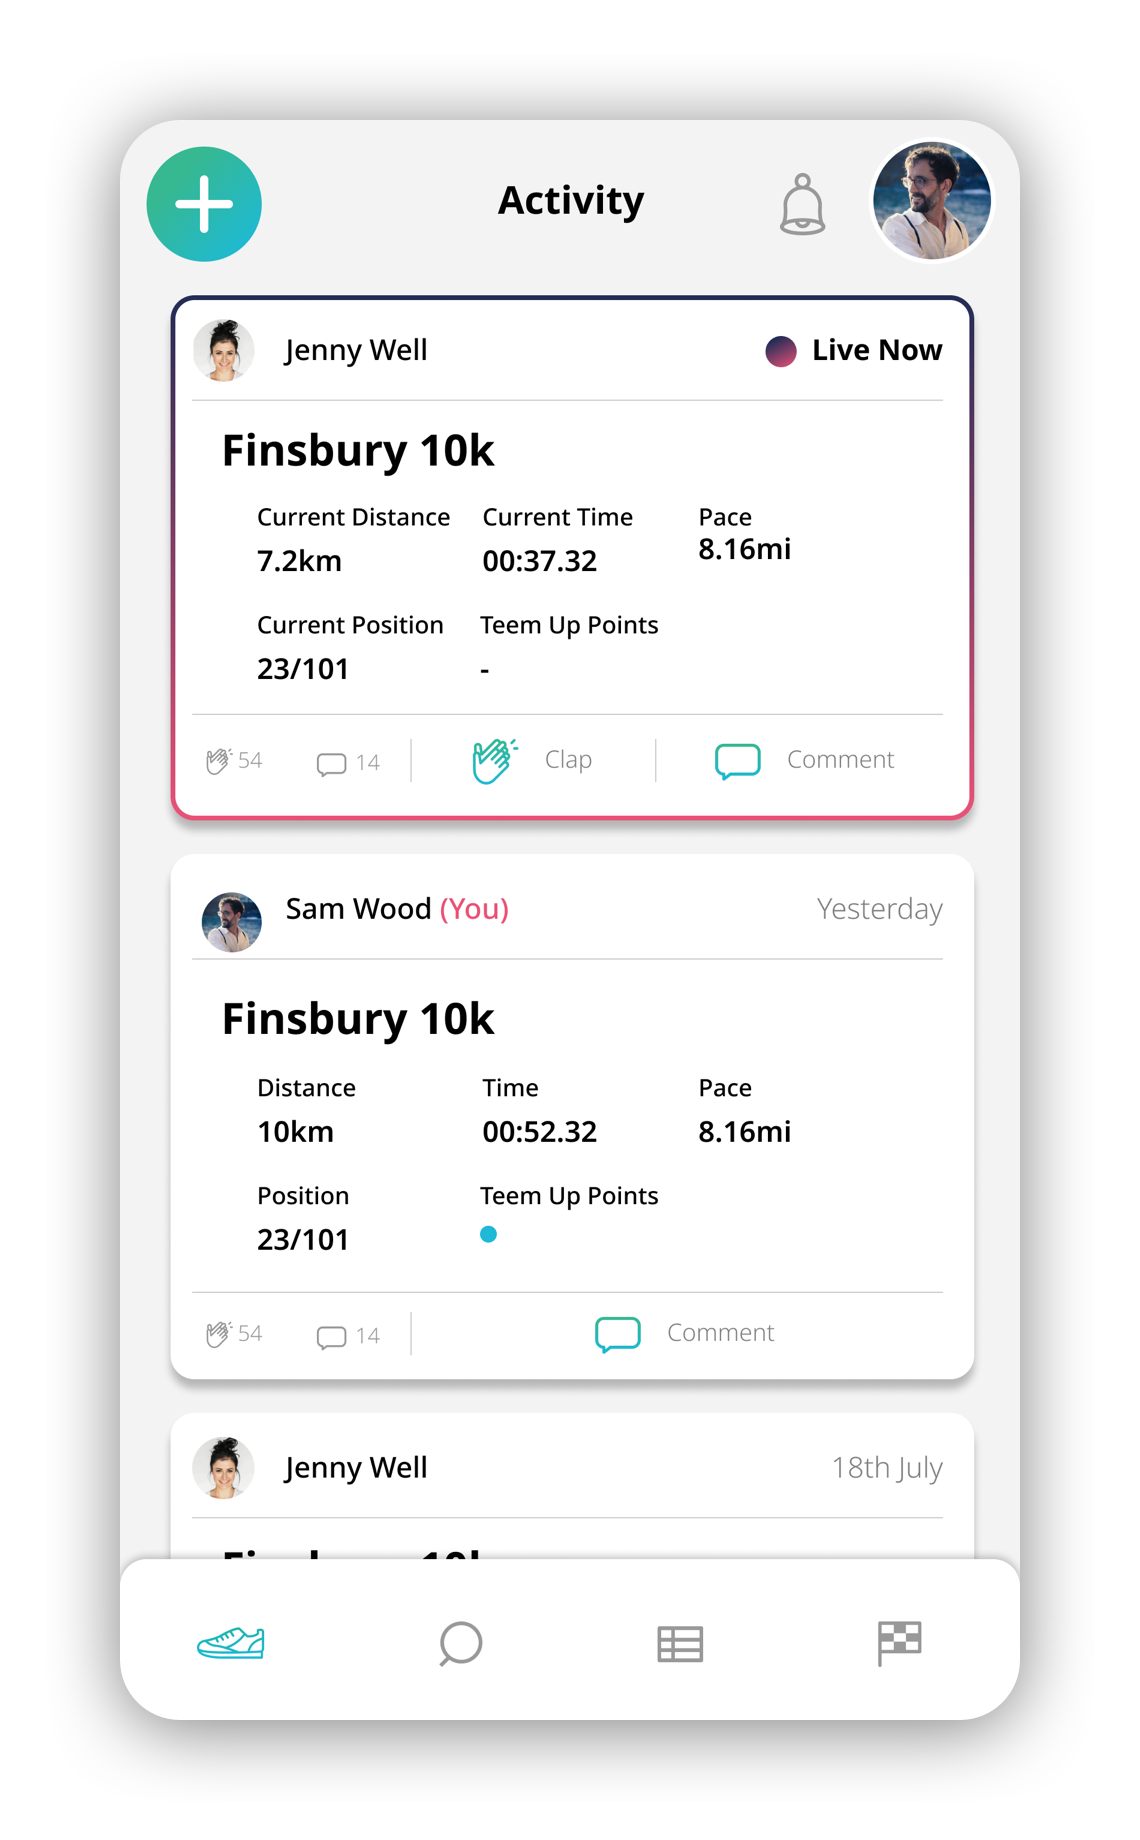 Activity
Jenny Well
Live Now
Finsbury 10k
Current Distance Current Time Pace
7.2km 00:37.32 8.16mi
Current Position Teem Up Points
23/101 -
54 14 Clap Comment
Sam Wood (You) Yesterday
Finsbury 10k
Distance Time Pace
10km 00:52.32 8.16mi
Position Teem Up Points
23/101
54 14 Comment
Jenny Well 18th July